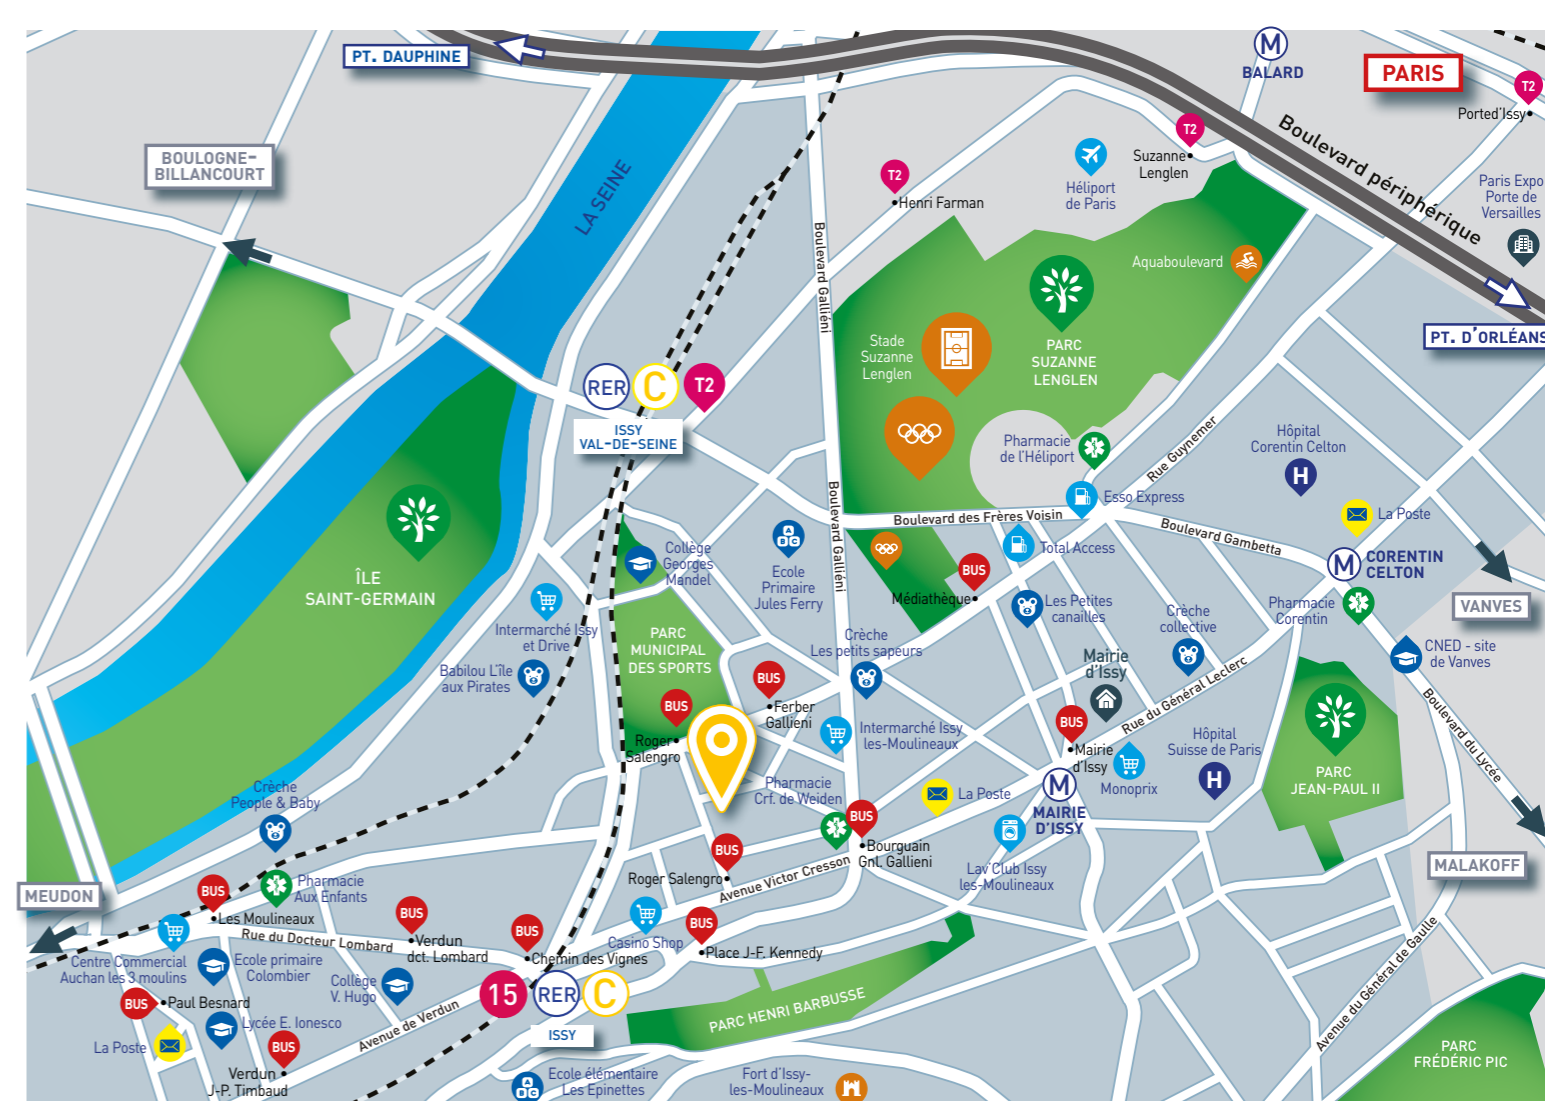 PT. DAUPHINE
M
BALARD
PARIS
T2
Ported'Issy
BOULOGNE-
BILLANCOURT
LA SEINE
T2
Suzanne
Lenglen
Héliport
de Paris
T2
Henri Farman
Boulevard périphérique
Paris Expo
Porte de
Versailles
Boulevard Galliéni
Aquaboulevard
Stade
Suzanne
Lenglen
PARC
SUZANNE
LENGLEN
PT. D'ORLÉANS
RER
C
T2
ISSY
VAL-DE-SEINE
Pharmacie
de l'Héliport
Rue Guynemer
Hôpital
Corentin Celton
H
Esso Express
La Poste
Boulevard Galliéni
Boulevard des Frères Voisin
Boulevard Gambetta
Total Access
M
CORENTIN
CELTON
Collège
Georges
Mandel
A
B C
Ecole
Primaire
Jules Ferry
BUS
Médiathèque
Les Petites
canailles
Crèche
collective
Pharmacie
Corentin
VANVES
ÎLE
SAINT-GERMAIN
Intermarché Issy
et Drive
PARC
MUNICIPAL
DES SPORTS
Crèche
Les petits sapeurs
Mairie
d'Issy
CNED - site
de Vanves
Babilou L'île
aux Pirates
BUS
Ferber
Gallieni
BUS
Roger
Salengro
Intermarché Issy
les-Moulineaux
Rue du Général Leclerc
BUS
Mairie
d'Issy
Hôpital
Suisse de Paris
H
Boulevard du Lycée
Monoprix
Pharmacie
Crf. de Weiden
La Poste
M
MAIRIE
D'ISSY
PARC
JEAN-PAUL II
Crèche
People & Baby
BUS
Bourguain
Gnl. Gallieni
Lav'Club Issy
les-Moulineaux
MALAKOFF
BUS
Roger Salengro
Avenue Victor Cresson
MEUDON
BUS
Les Moulineaux
Pharmacie
Aux Enfants
BUS
Verdun
dct. Lombard
BUS
Chemin des Vignes
Casino Shop
BUS
Place J-F. Kennedy
Rue du Docteur Lombard
Centre Commercial
Auchan les 3 moulins
Ecole primaire
Colombier
Collège
V. Hugo
Avenue du Général de Gaulle
BUS
Paul Besnard
15
RER
C
ISSY
PARC HENRI BARBUSSE
Lycée E. Ionesco
Avenue de Verdun
La Poste
BUS
Verdun
J-P. Timbaud
A
B C
Ecole élémentaire
Les Epinettes
Fort d'Issy-
les-Moulineaux
PARC
FRÉDÉRIC PIC